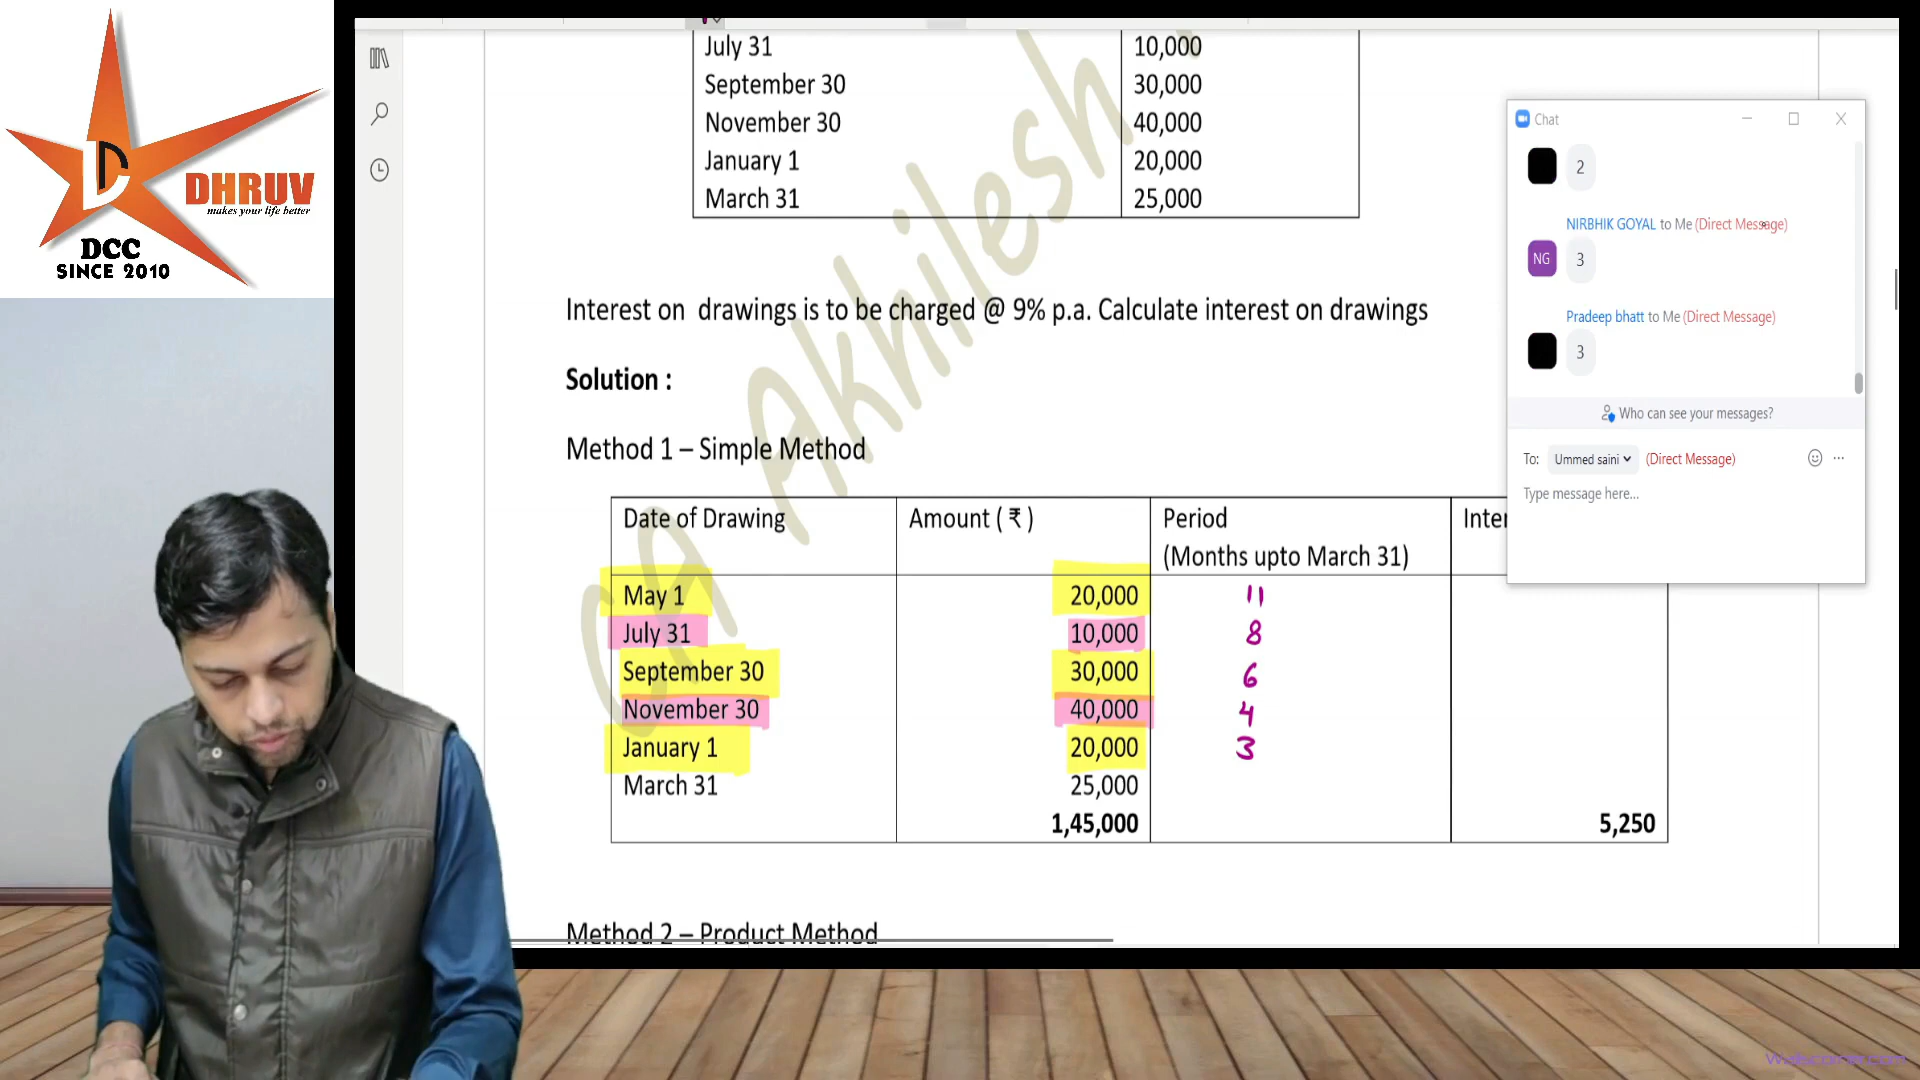 DHRUV
makes your life better
DCC
SINCE 2010
July 31 10,000
September 30 30,000
November 30 40,000
January 1 20,000
March 31 25,000
Interest on drawings is to be charged @ 9% p.a. Calculate interest on drawings
Solution :
Method 1 – Simple Method
Date of Drawing Amount ( ₹ ) Period
(Months upto March 31)
May 1 20,000 11
July 31 10,000 8
September 30 30,000 6
November 30 40,000 4
January 1 20,000 3
March 31 25,000
1,45,000 5,250
Method 2 – Product Method
CA Akhilesh
Chat
2
NIRBHIK GOYAL to Me (Direct Message)
NG 3
Pradeep bhatt to Me (Direct Message)
3
Who can see your messages?
To: Ummed saini (Direct Message)
Type message here...